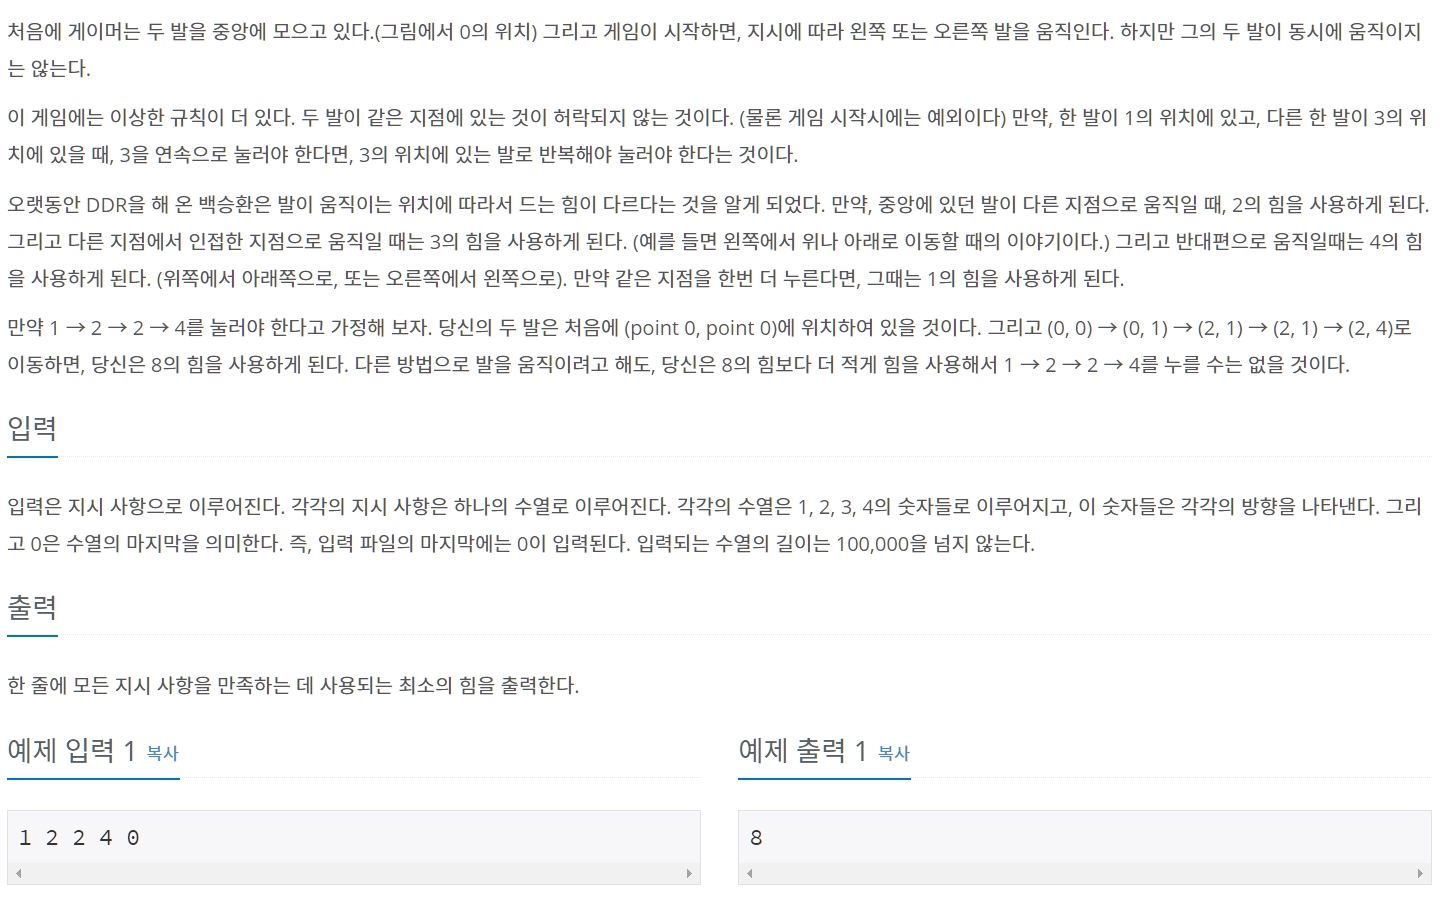 처음에 게이머는 두 발을 중앙에 모으고 있다.(그림에서 0의 위치) 그리고 게임이 시작하면, 지시에 따라 왼쪽 또는 오른쪽 발을 움직인다. 하지만 그의 두 발이 동시에 움직이지
는 않는다.
이 게임에는 이상한 규칙이 더 있다. 두 발이 같은 지점에 있는 것이 허락되지 않는 것이다. (물론 게임 시작시에는 예외이다) 만약, 한 발이 1의 위치에 있고, 다른 한 발이 3의 위
치에 있을 때, 3을 연속으로 눌러야 한다면, 3의 위치에 있는 발로 반복해야 눌러야 한다는 것이다.
오랫동안 DDR을 해 온 백승환은 발이 움직이는 위치에 따라서 드는 힘이 다르다는 것을 알게 되었다. 만약, 중앙에 있던 발이 다른 지점으로 움직일 때, 2의 힘을 사용하게 된다.
그리고 다른 지점에서 인접한 지점으로 움직일 때는 3의 힘을 사용하게 된다. (예를 들면 왼쪽에서 위나 아래로 이동할 때의 이야기이다.) 그리고 반대편으로 움직일때는 4의 힘
을 사용하게 된다. (위쪽에서 아래쪽으로, 또는 오른쪽에서 왼쪽으로). 만약 같은 지점을 한번 더 누른다면, 그때는 1의 힘을 사용하게 된다.
만약 1 → 2 → 2 → 4를 눌러야 한다고 가정해 보자. 당신의 두 발은 처음에 (point 0, point 0)에 위치하여 있을 것이다. 그리고 (0, 0) → (0, 1) → (2, 1) → (2, 1) → (2, 4)로
이동하면, 당신은 8의 힘을 사용하게 된다. 다른 방법으로 발을 움직이려고 해도, 당신은 8의 힘보다 더 적게 힘을 사용해서 1 → 2 → 2 → 4를 누를 수는 없을 것이다.
입력
입력은 지시 사항으로 이루어진다. 각각의 지시 사항은 하나의 수열로 이루어진다. 각각의 수열은 1, 2, 3, 4의 숫자들로 이루어지고, 이 숫자들은 각각의 방향을 나타낸다. 그리
고 0은 수열의 마지막을 의미한다. 즉, 입력 파일의 마지막에는 0이 입력된다. 입력되는 수열의 길이는 100,000을 넘지 않는다.
출력
한 줄에 모든 지시 사항을 만족하는 데 사용되는 최소의 힘을 출력한다.
예제 입력 1 복사
1 2 2 4 0
예제 출력 1 복사
8